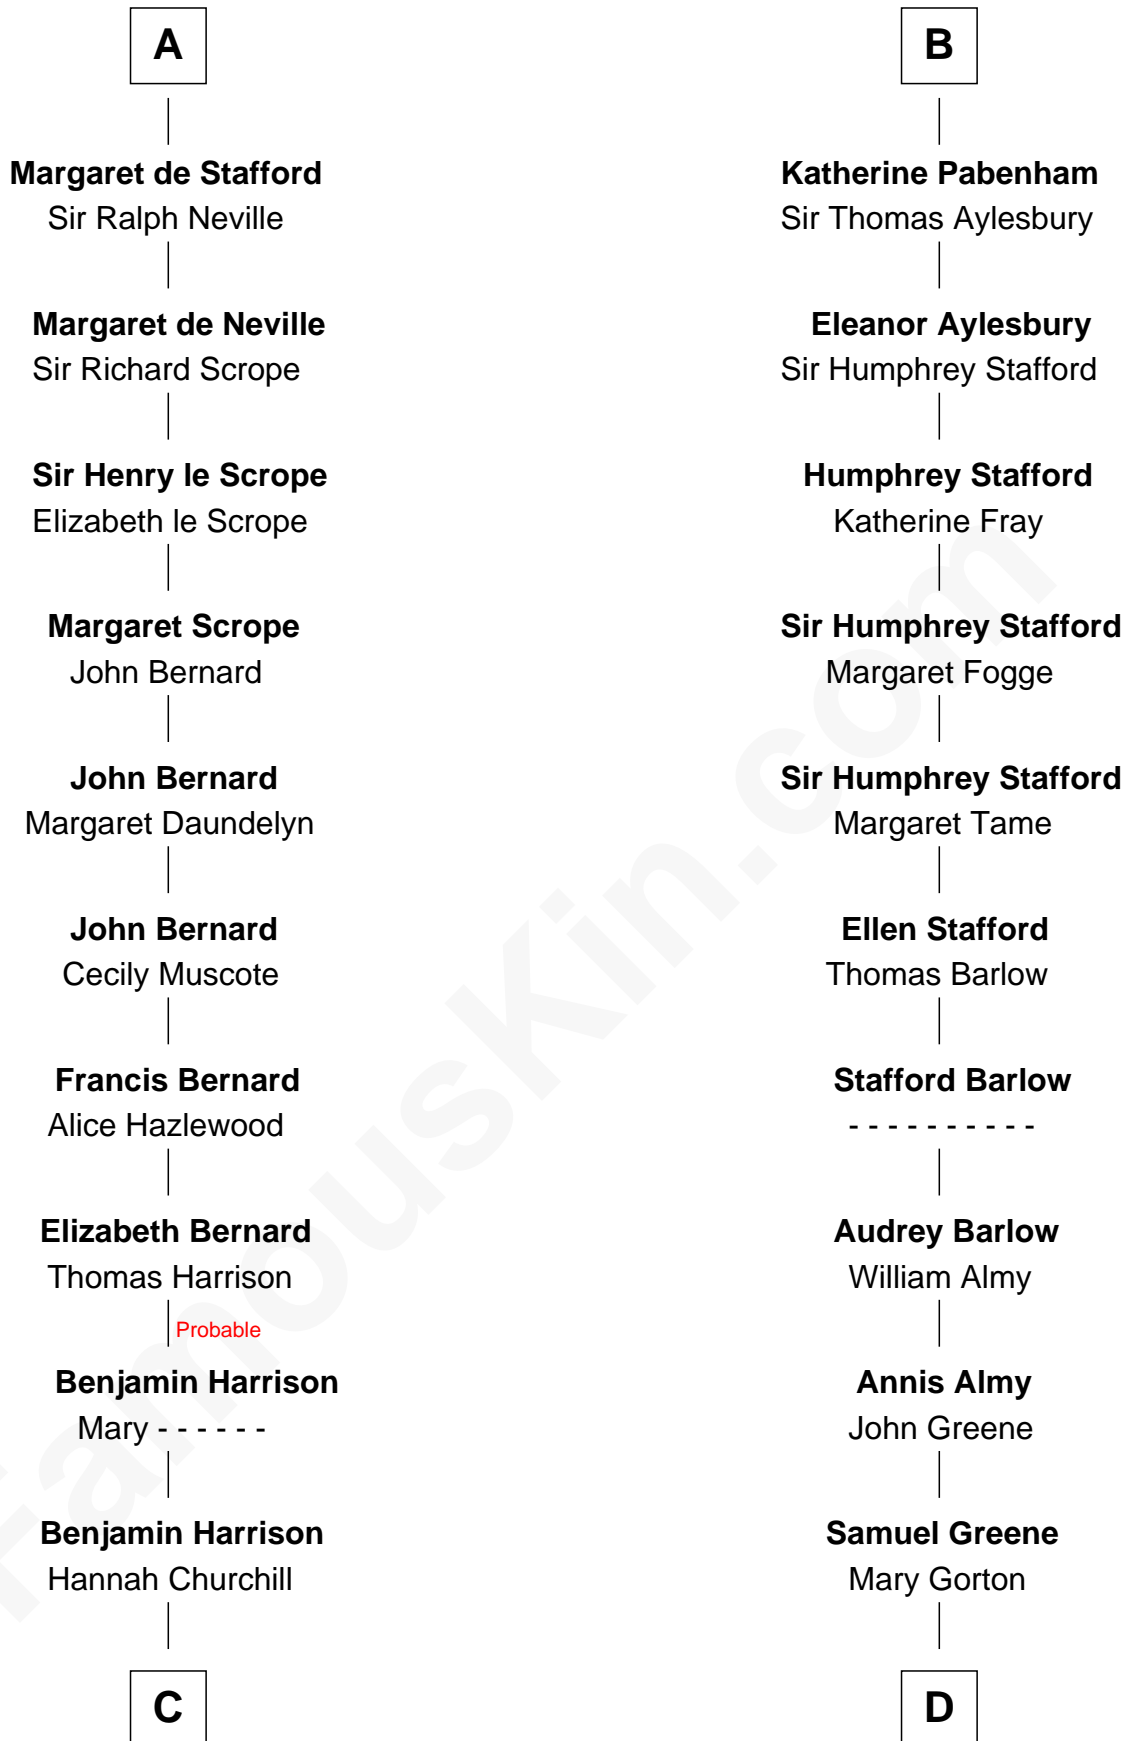 A
Margaret de Stafford
Sir Ralph Neville
Margaret de Neville
Sir Richard Scrope
Sir Henry le Scrope
Elizabeth le Scrope
Margaret Scrope
John Bernard
John Bernard
Margaret Daundelyn
John Bernard
Cecily Muscote
Francis Bernard
Alice Hazlewood
Elizabeth Bernard
Thomas Harrison
Probable
Benjamin Harrison
Mary - - - - - -
Benjamin Harrison
Hannah Churchill
C
B
Katherine Pabenham
Sir Thomas Aylesbury
Eleanor Aylesbury
Sir Humphrey Stafford
Humphrey Stafford
Katherine Fray
Sir Humphrey Stafford
Margaret Fogge
Sir Humphrey Stafford
Margaret Tame
Ellen Stafford
Thomas Barlow
Stafford Barlow
- - - - - - - - - -
Audrey Barlow
William Almy
Annis Almy
John Greene
Samuel Greene
Mary Gorton
D
FamousKin.com